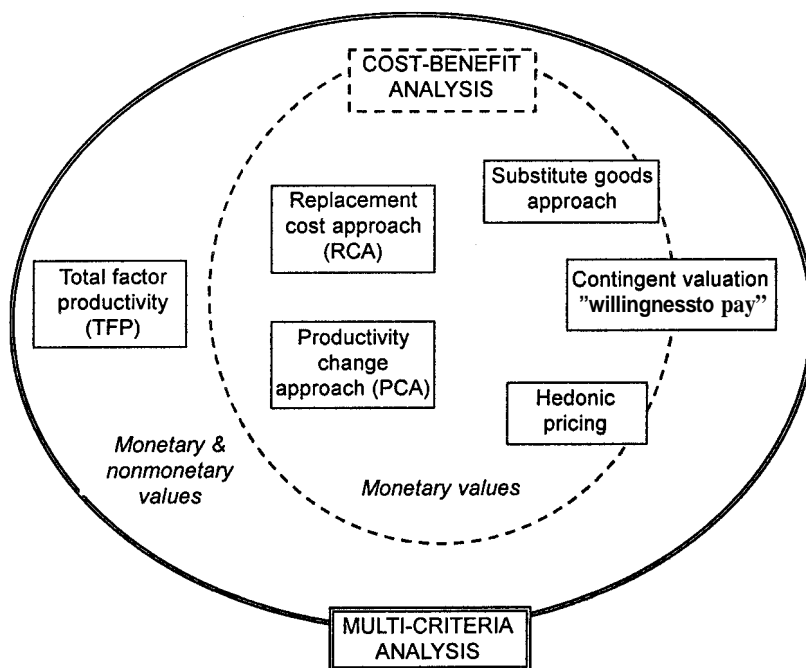 COST-BENEFIT
ANALYSIS
Substitute goods
approach
Replacement
cost approach
(RCA)
Total factor
productivity
(TFP)
Contingent valuation
"willingnessto pay"
Productivity
change
approach (PCA)
Hedonic
pricing
Monetary &
nonmonetary
values
Monetary values
MULTI-CRITERIA
ANALYSIS